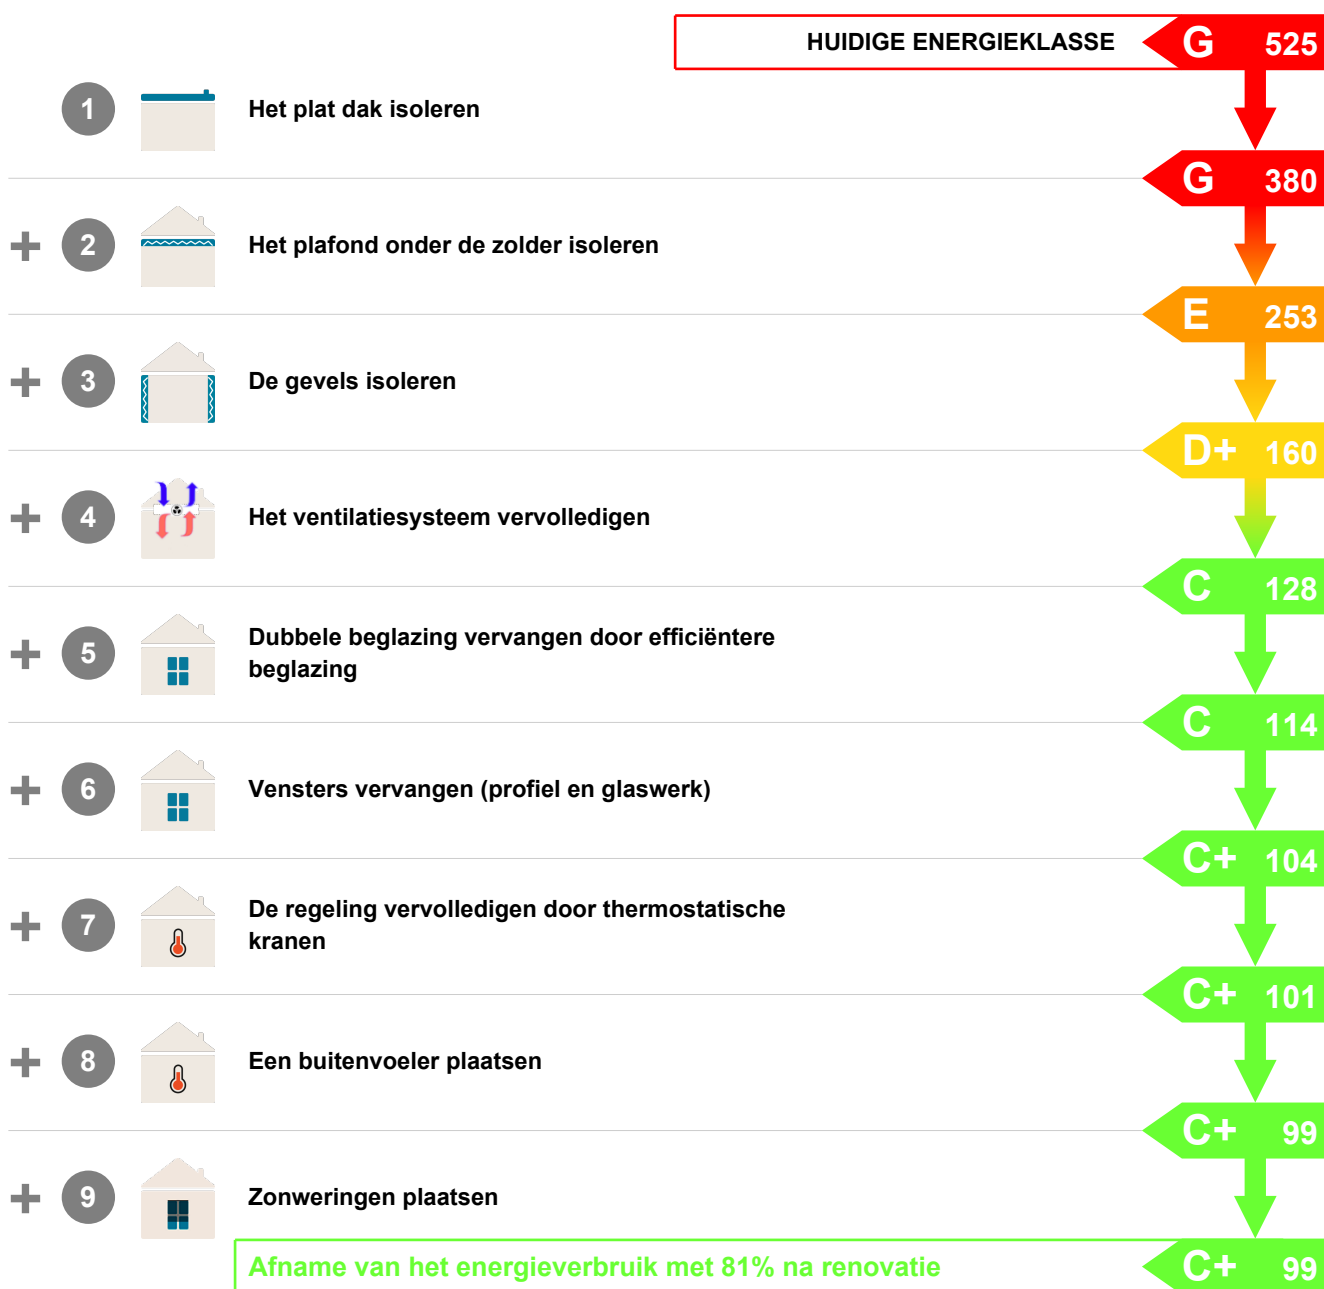 HUIDIGE ENERGIEKLASSE G 525
1 Het plat dak isoleren
G 380
+ 2 Het plafond onder de zolder isoleren
E 253
+ 3 De gevels isoleren
D+ 160
+ 4 Het ventilatiesysteem vervolledigen
C 128
+ 5 Dubbele beglazing vervangen door efficiëntere
beglazing
C 114
+ 6 Vensters vervangen (profiel en glaswerk)
C+ 104
+ 7 De regeling vervolledigen door thermostatische
kranen
C+ 101
+ 8 Een buitenvoeler plaatsen
C+ 99
+ 9 Zonweringen plaatsen
Afname van het energieverbruik met 81% na renovatie C+ 99